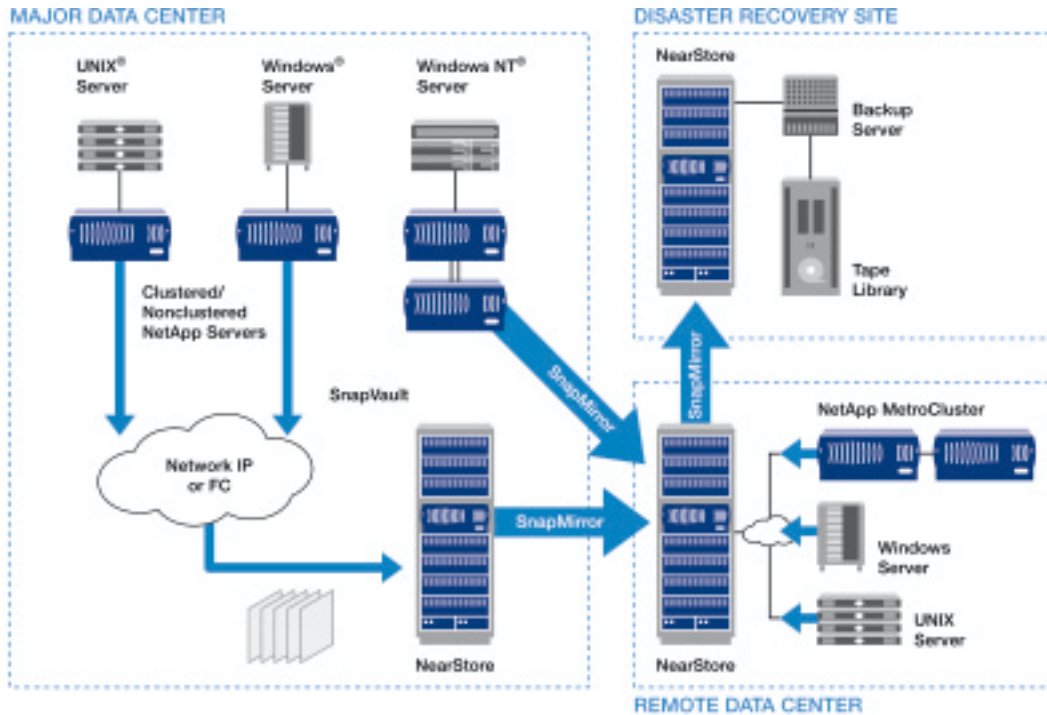 MAJOR DATA CENTER
UNIX®
Server
Windows®
Server
Windows NT®
Server
Clustered/
Nonclustered
NetApp Servers
SnapVault
SnapMirror
Network IP
or FC
SnapMirror
NearStore
DISASTER RECOVERY SITE
NearStore
Backup
Server
Tape
Library
SnapMirror
NetApp MetroCluster
Windows
Server
UNIX
Server
NearStore
REMOTE DATA CENTER